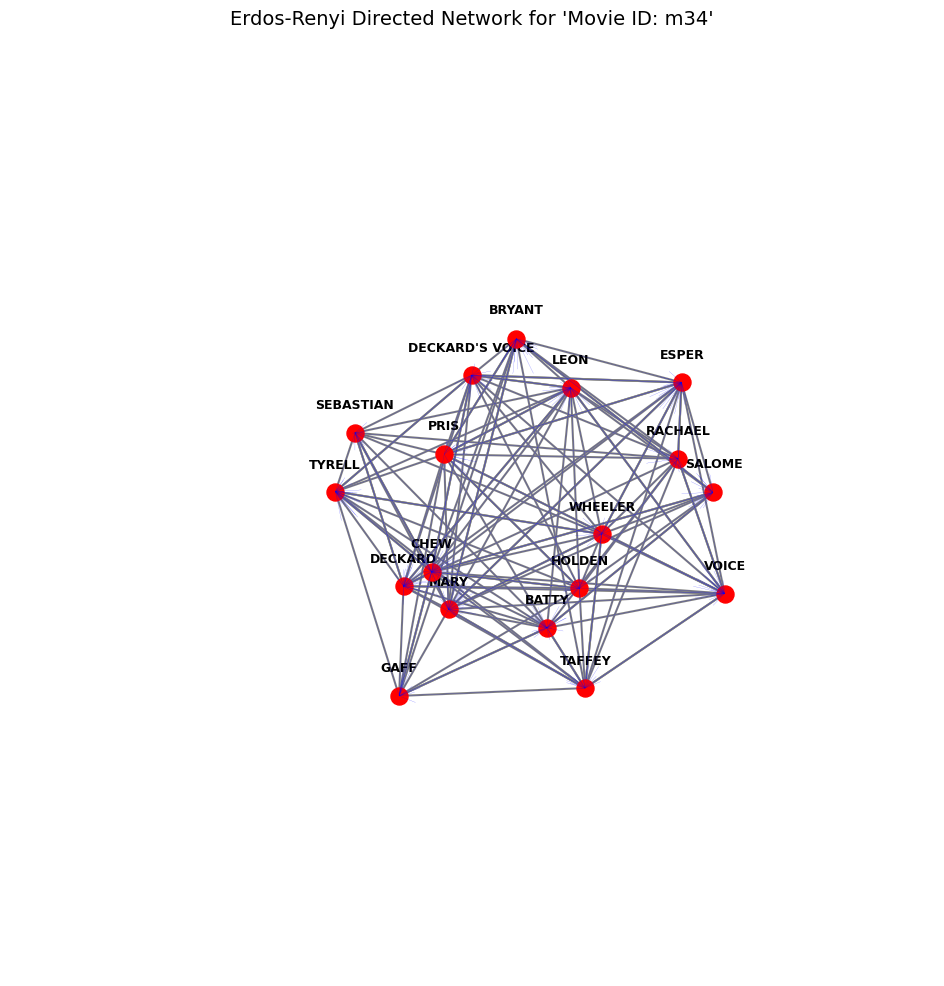 Erdos-Renyi Directed Network for 'Movie ID: m34'
BRYANT
DECKARD'S VOICE
LEON
ESPER
SEBASTIAN
PRIS
RACHAEL
TYRELL
SALOME
WHEELER
CHEW
DECKARD
HOLDEN
VOICE
MARY
BATTY
GAFF
TAFFEY